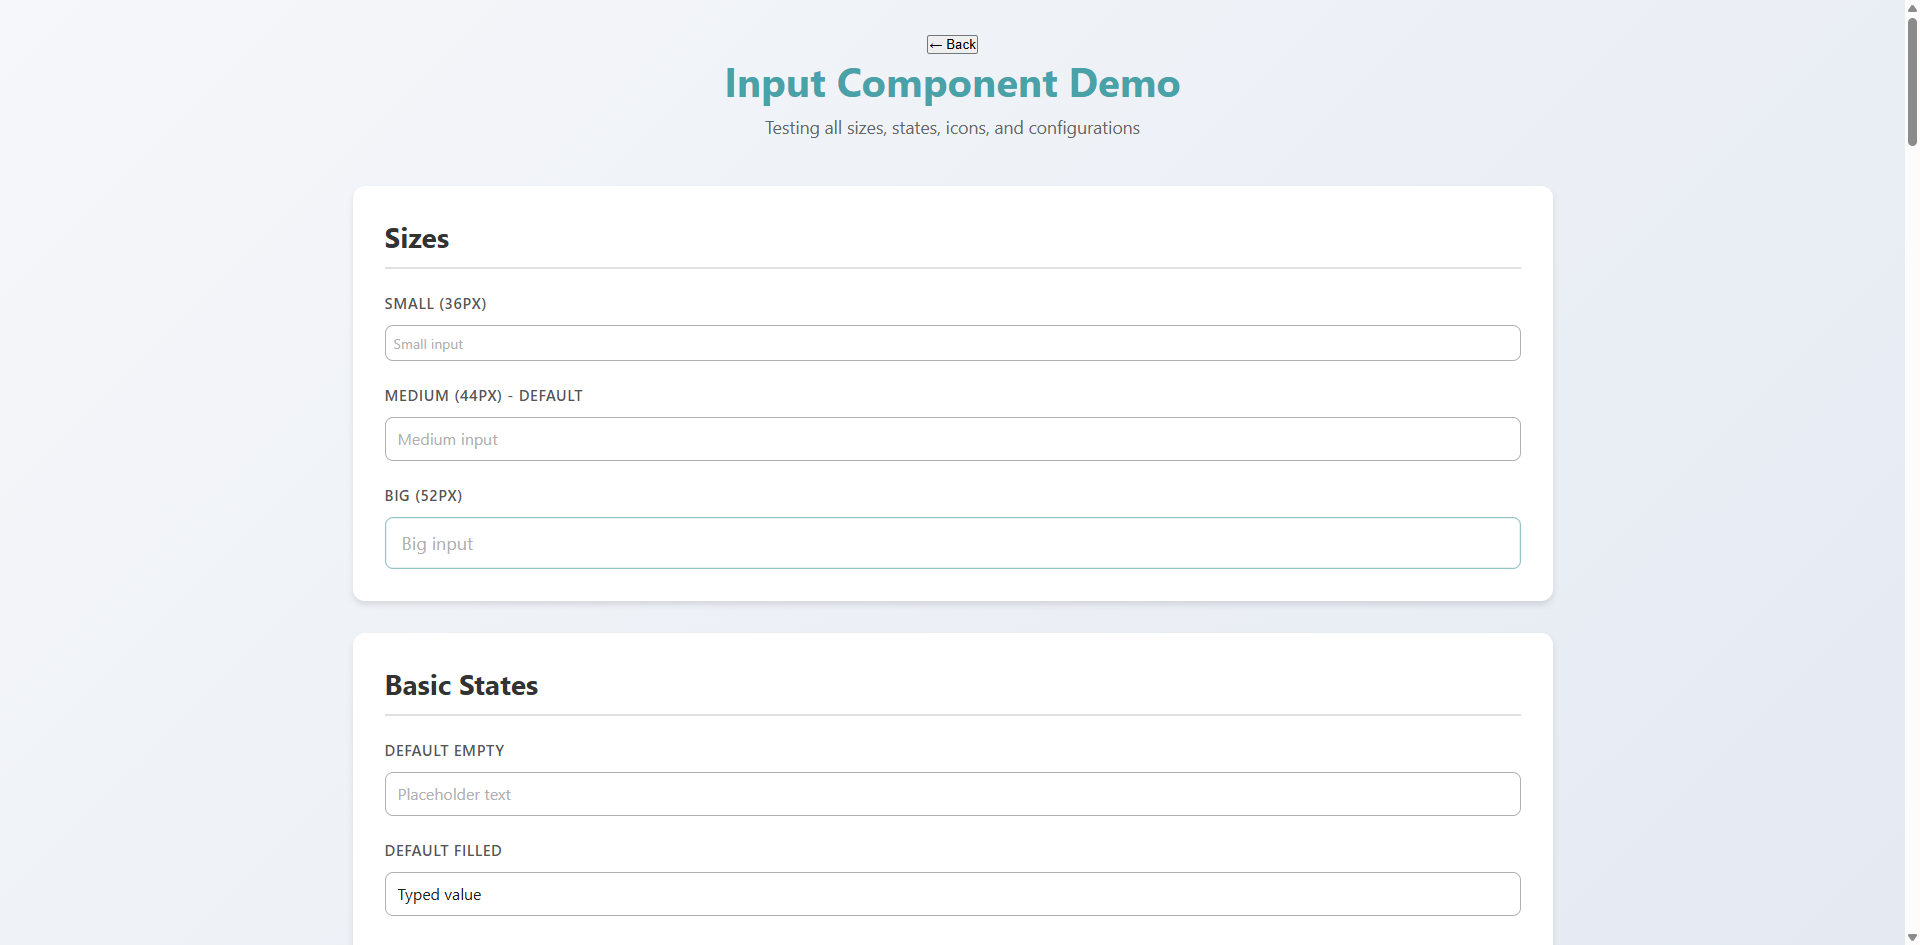 ← Back
Input Component Demo
Testing all sizes, states, icons, and configurations
Sizes
SMALL (36PX)
Small input
MEDIUM (44PX) - DEFAULT
Medium input
BIG (52PX)
Big input
Basic States
DEFAULT EMPTY
Placeholder text
DEFAULT FILLED
Typed value